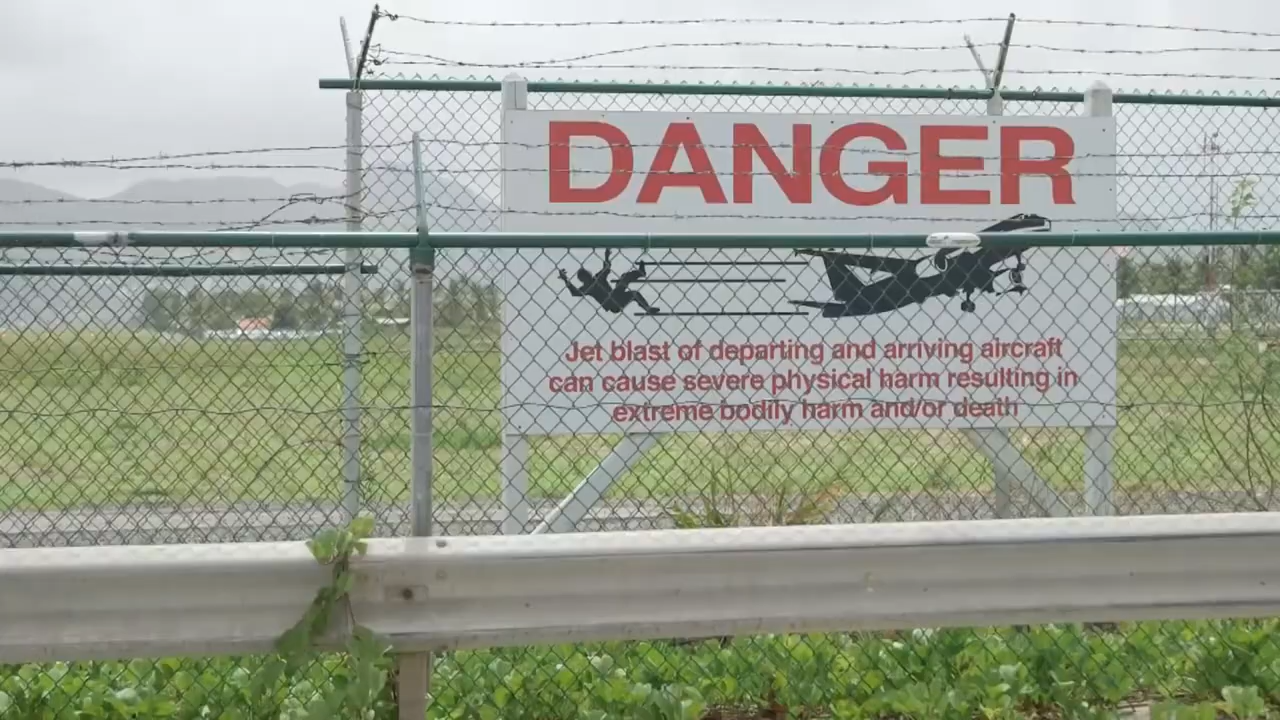 DANGER
Jet blast of departing and arriving aircraft
can cause severe physical harm resulting in
extreme bodily harm and/or death